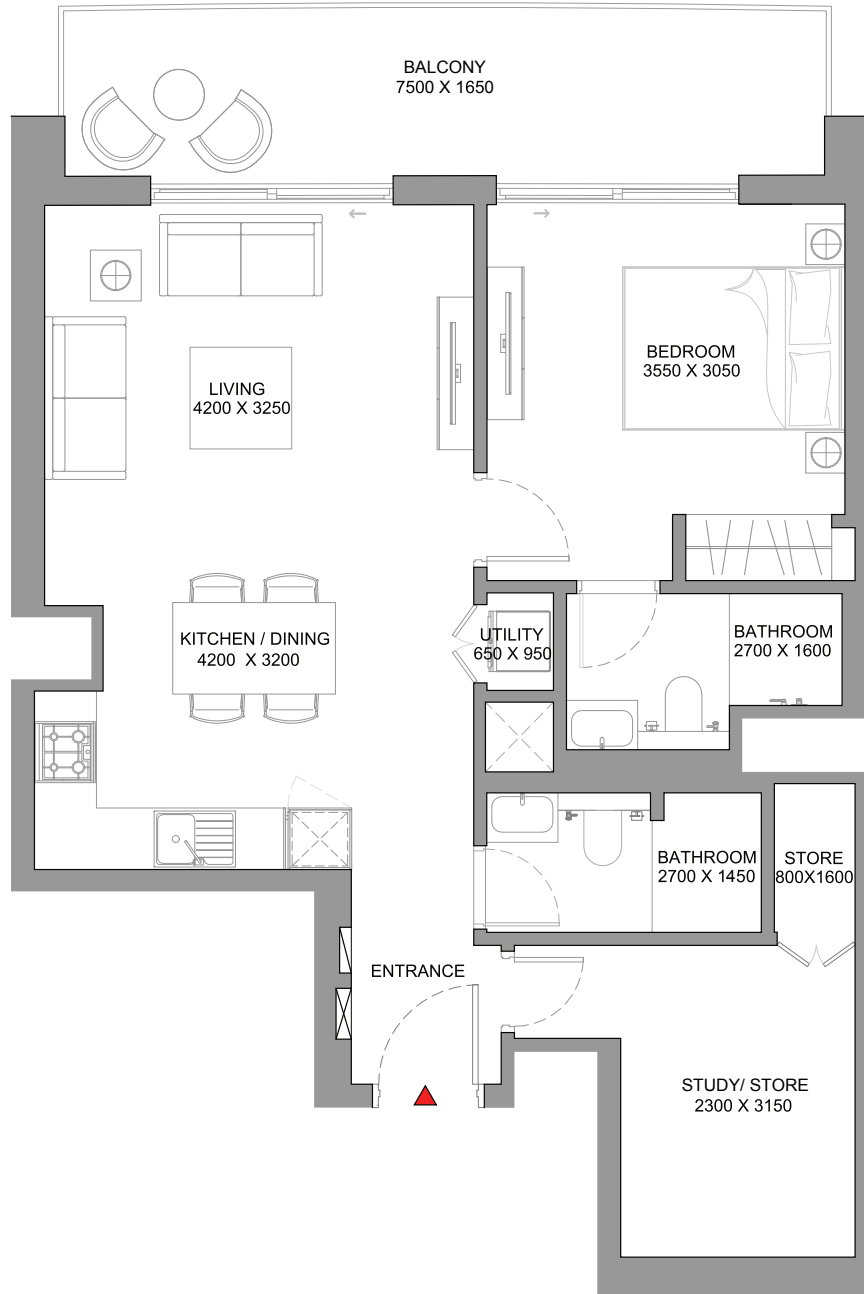 BALCONY
7500 X 1650
BEDROOM
3550 X 3050
LIVING
4200 X 3250
KITCHEN / DINING
4200 X 3200
UTILITY
650 X 950
BATHROOM
2700 X 1600
BATHROOM
2700 X 1450
STORE
800X1600
ENTRANCE
STUDY/ STORE
2300 X 3150